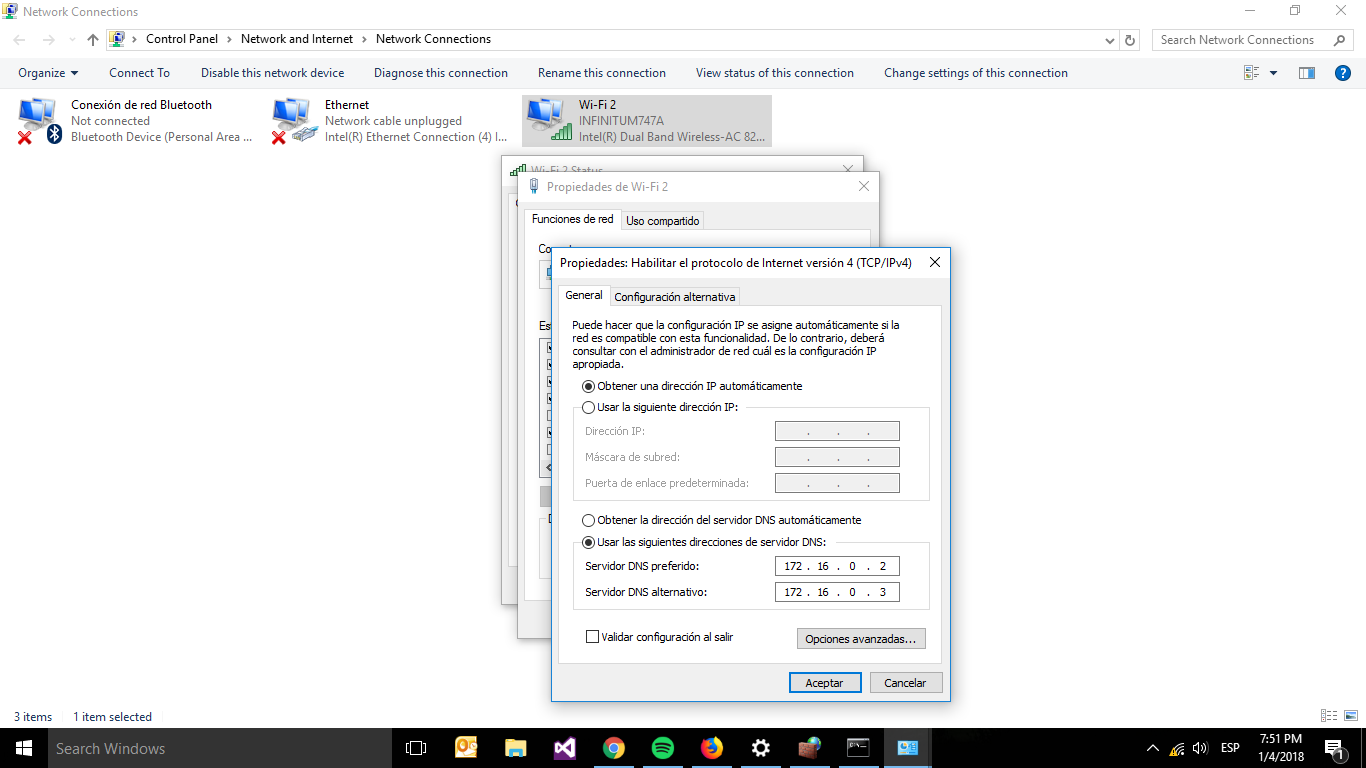 Network Connections
Control Panel Network and Internet Network Connections
Search Network Connections
Organize Connect To Disable this network device Diagnose this connection Rename this connection View status of this connection Change settings of this connection
Conexión de red Bluetooth
Not connected
Bluetooth Device (Personal Area ...
Ethernet
Network cable unplugged
Intel(R) Ethernet Connection (4) I...
Wi-Fi 2
INFINITUM747A
Intel(R) Dual Band Wireless-AC 82...
Wi-Fi 2 Status
Propiedades de Wi-Fi 2
Funciones de red Uso compartido
Propiedades: Habilitar el protocolo de Internet versión 4 (TCP/IPv4)
General Configuración alternativa
Puede hacer que la configuración IP se asigne automáticamente si la
red es compatible con esta funcionalidad. De lo contrario, deberá
consultar con el administrador de red cuál es la configuración IP
apropiada.
Obtener una dirección IP automáticamente
Usar la siguiente dirección IP:
Dirección IP: . . .
Máscara de subred: . . .
Puerta de enlace predeterminada: . . .
Obtener la dirección del servidor DNS automáticamente
Usar las siguientes direcciones de servidor DNS:
Servidor DNS preferido: 172 . 16 . 0 . 2
Servidor DNS alternativo: 172 . 16 . 0 . 3
Validar configuración al salir
Opciones avanzadas...
Aceptar Cancelar
3 items 1 item selected
Search Windows
ESP
7:51 PM
1/4/2018
1